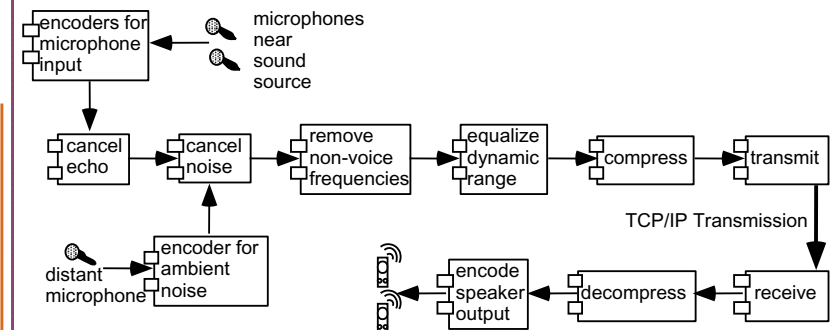 encoders for
microphone
input
microphones
near
sound
source
cancel
echo
cancel
noise
remove
non-voice
frequencies
equalize
dynamic
range
compress
transmit
TCP/IP Transmission
distant
microphone
encoder for
ambient
noise
encode
speaker
output
decompress
receive